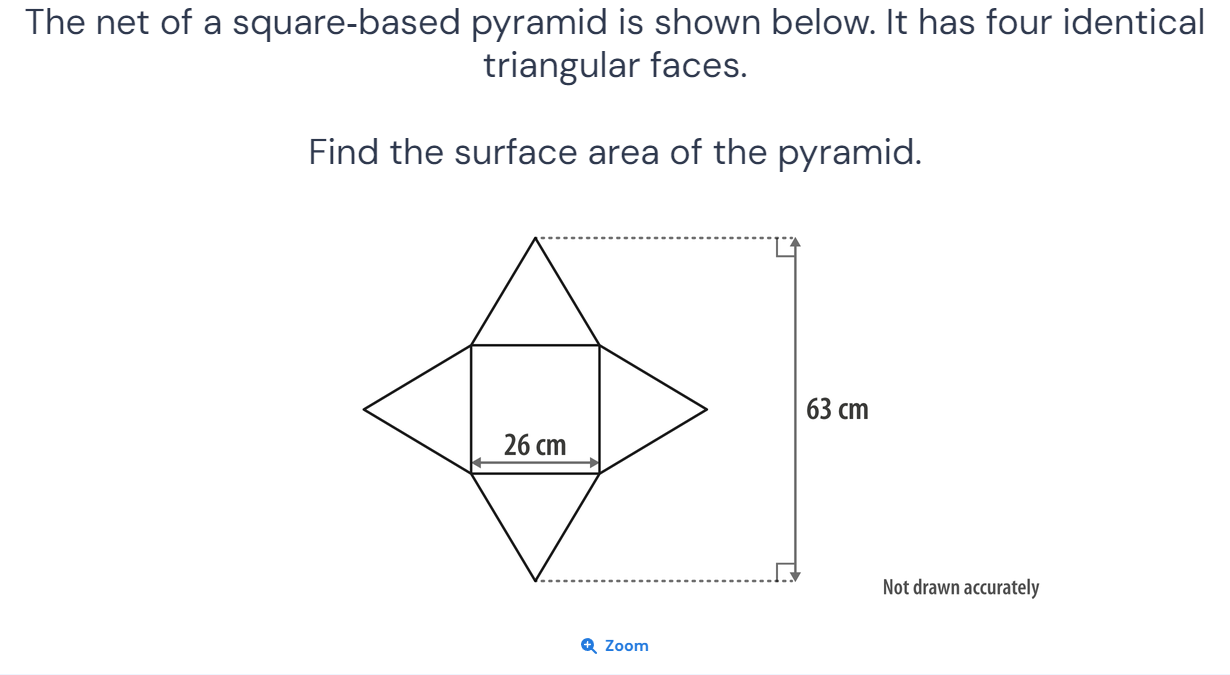 The net of a square-based pyramid is shown below. It has four identical
triangular faces.
Find the surface area of the pyramid.
63 cm
26 cm
Not drawn accurately
Zoom